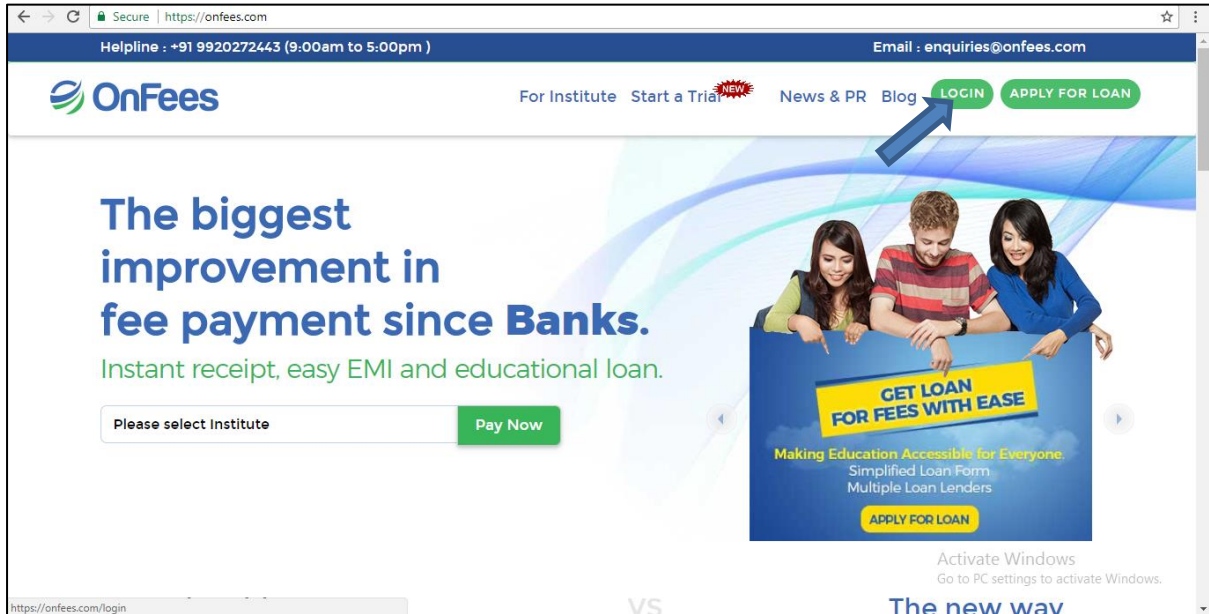 Secure | https://onfees.com
Helpline : +91 9920272443 (9:00am to 5:00pm )
Email : enquiries@onfees.com
OnFees
For Institute
Start a Trial
NEW
News & PR
Blog
LOGIN
APPLY FOR LOAN
The biggest
improvement in
fee payment since Banks.
Instant receipt, easy EMI and educational loan.
Please select Institute
Pay Now
GET LOAN
FOR FEES WITH EASE
Making Education Accessible for Everyone.
Simplified Loan Form
Multiple Loan Lenders
APPLY FOR LOAN
Activate Windows
Go to PC settings to activate Windows.
https://onfees.com/login
VS
The new way